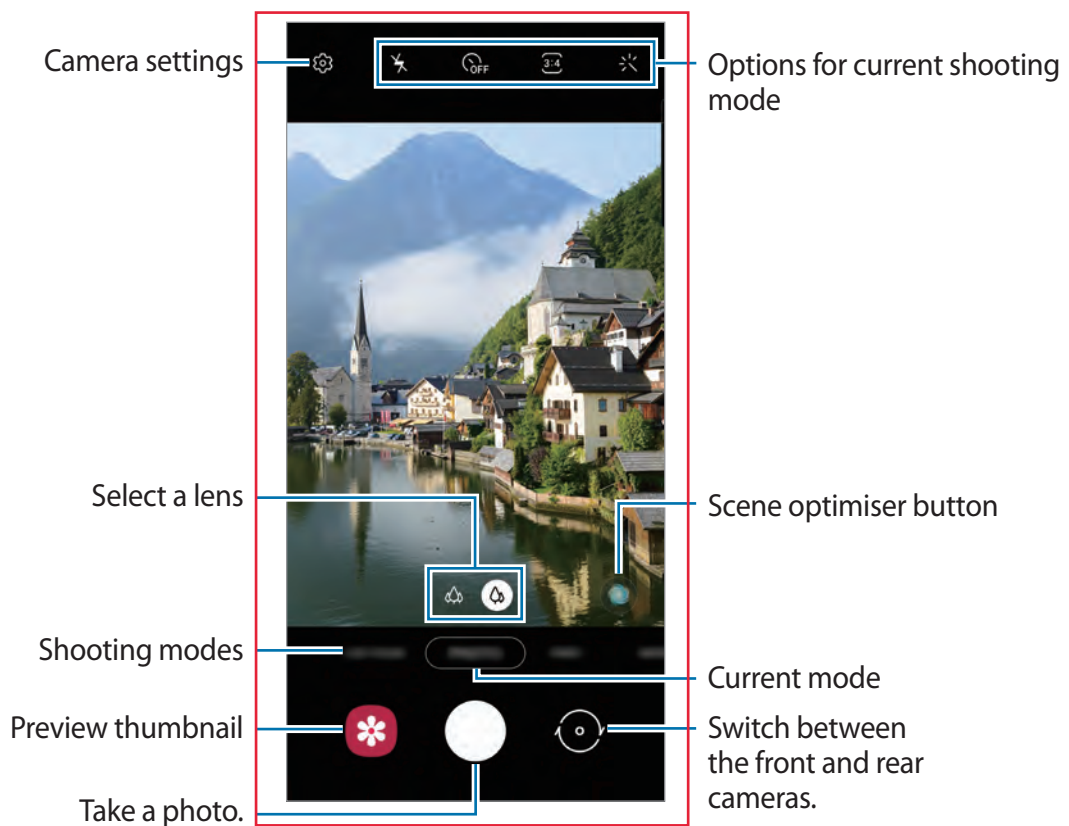 Camera settings
OFF
3:4
Options for current shooting
mode
Select a lens
Scene optimiser button
Shooting modes
Current mode
Preview thumbnail
Switch between
the front and rear
cameras.
Take a photo.